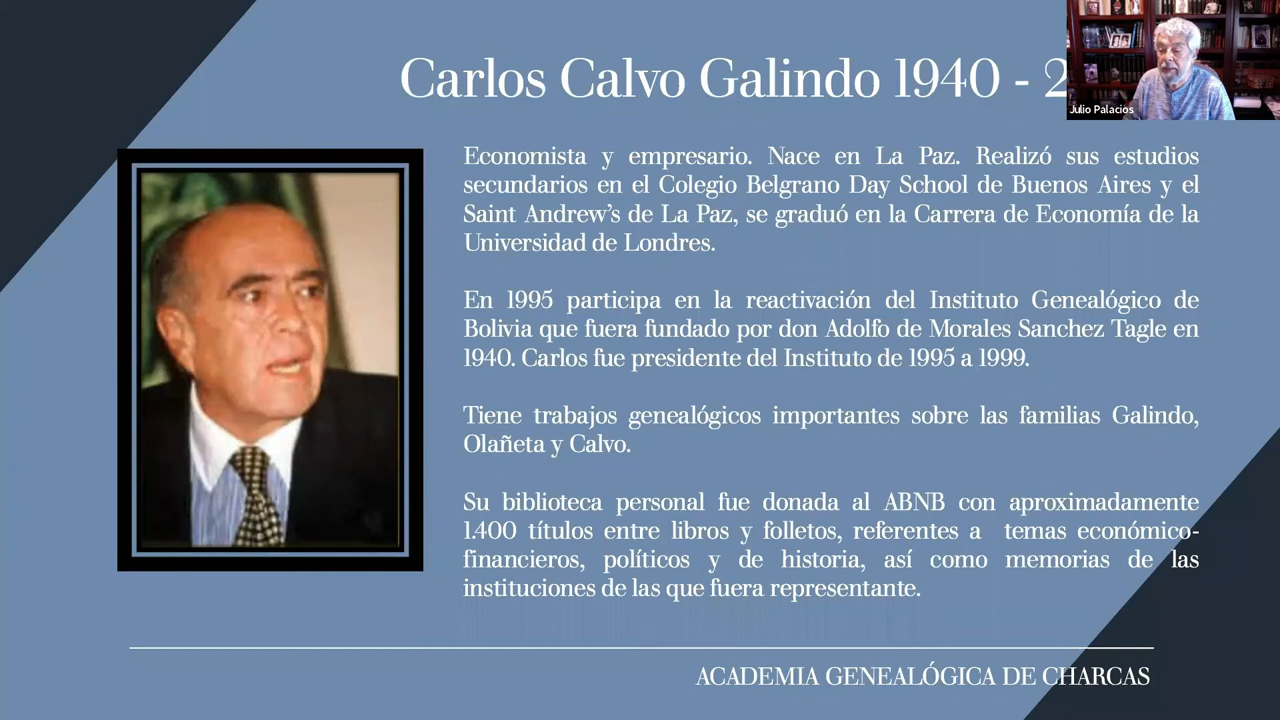 Carlos Calvo Galindo 1940 - 2
Julio Palacios
Economista y empresario. Nace en La Paz. Realizó sus estudios
secundarios en el Colegio Belgrano Day School de Buenos Aires y el
Saint Andrew's de La Paz, se graduó en la Carrera de Economía de la
Universidad de Londres.
En 1995 participa en la reactivación del Instituto Genealógico de
Bolivia que fuera fundado por don Adolfo de Morales Sanchez Tagle en
1940. Carlos fue presidente del Instituto de 1995 a 1999.
Tiene trabajos genealógicos importantes sobre las familias Galindo,
Olañeta y Calvo.
Su biblioteca personal fue donada al ABNB con aproximadamente
1.400 títulos entre libros y folletos, referentes a temas económico-
financieros, políticos y de historia, así como memorias de las
instituciones de las que fuera representante.
ACADEMIA GENEALÓGICA DE CHARCAS